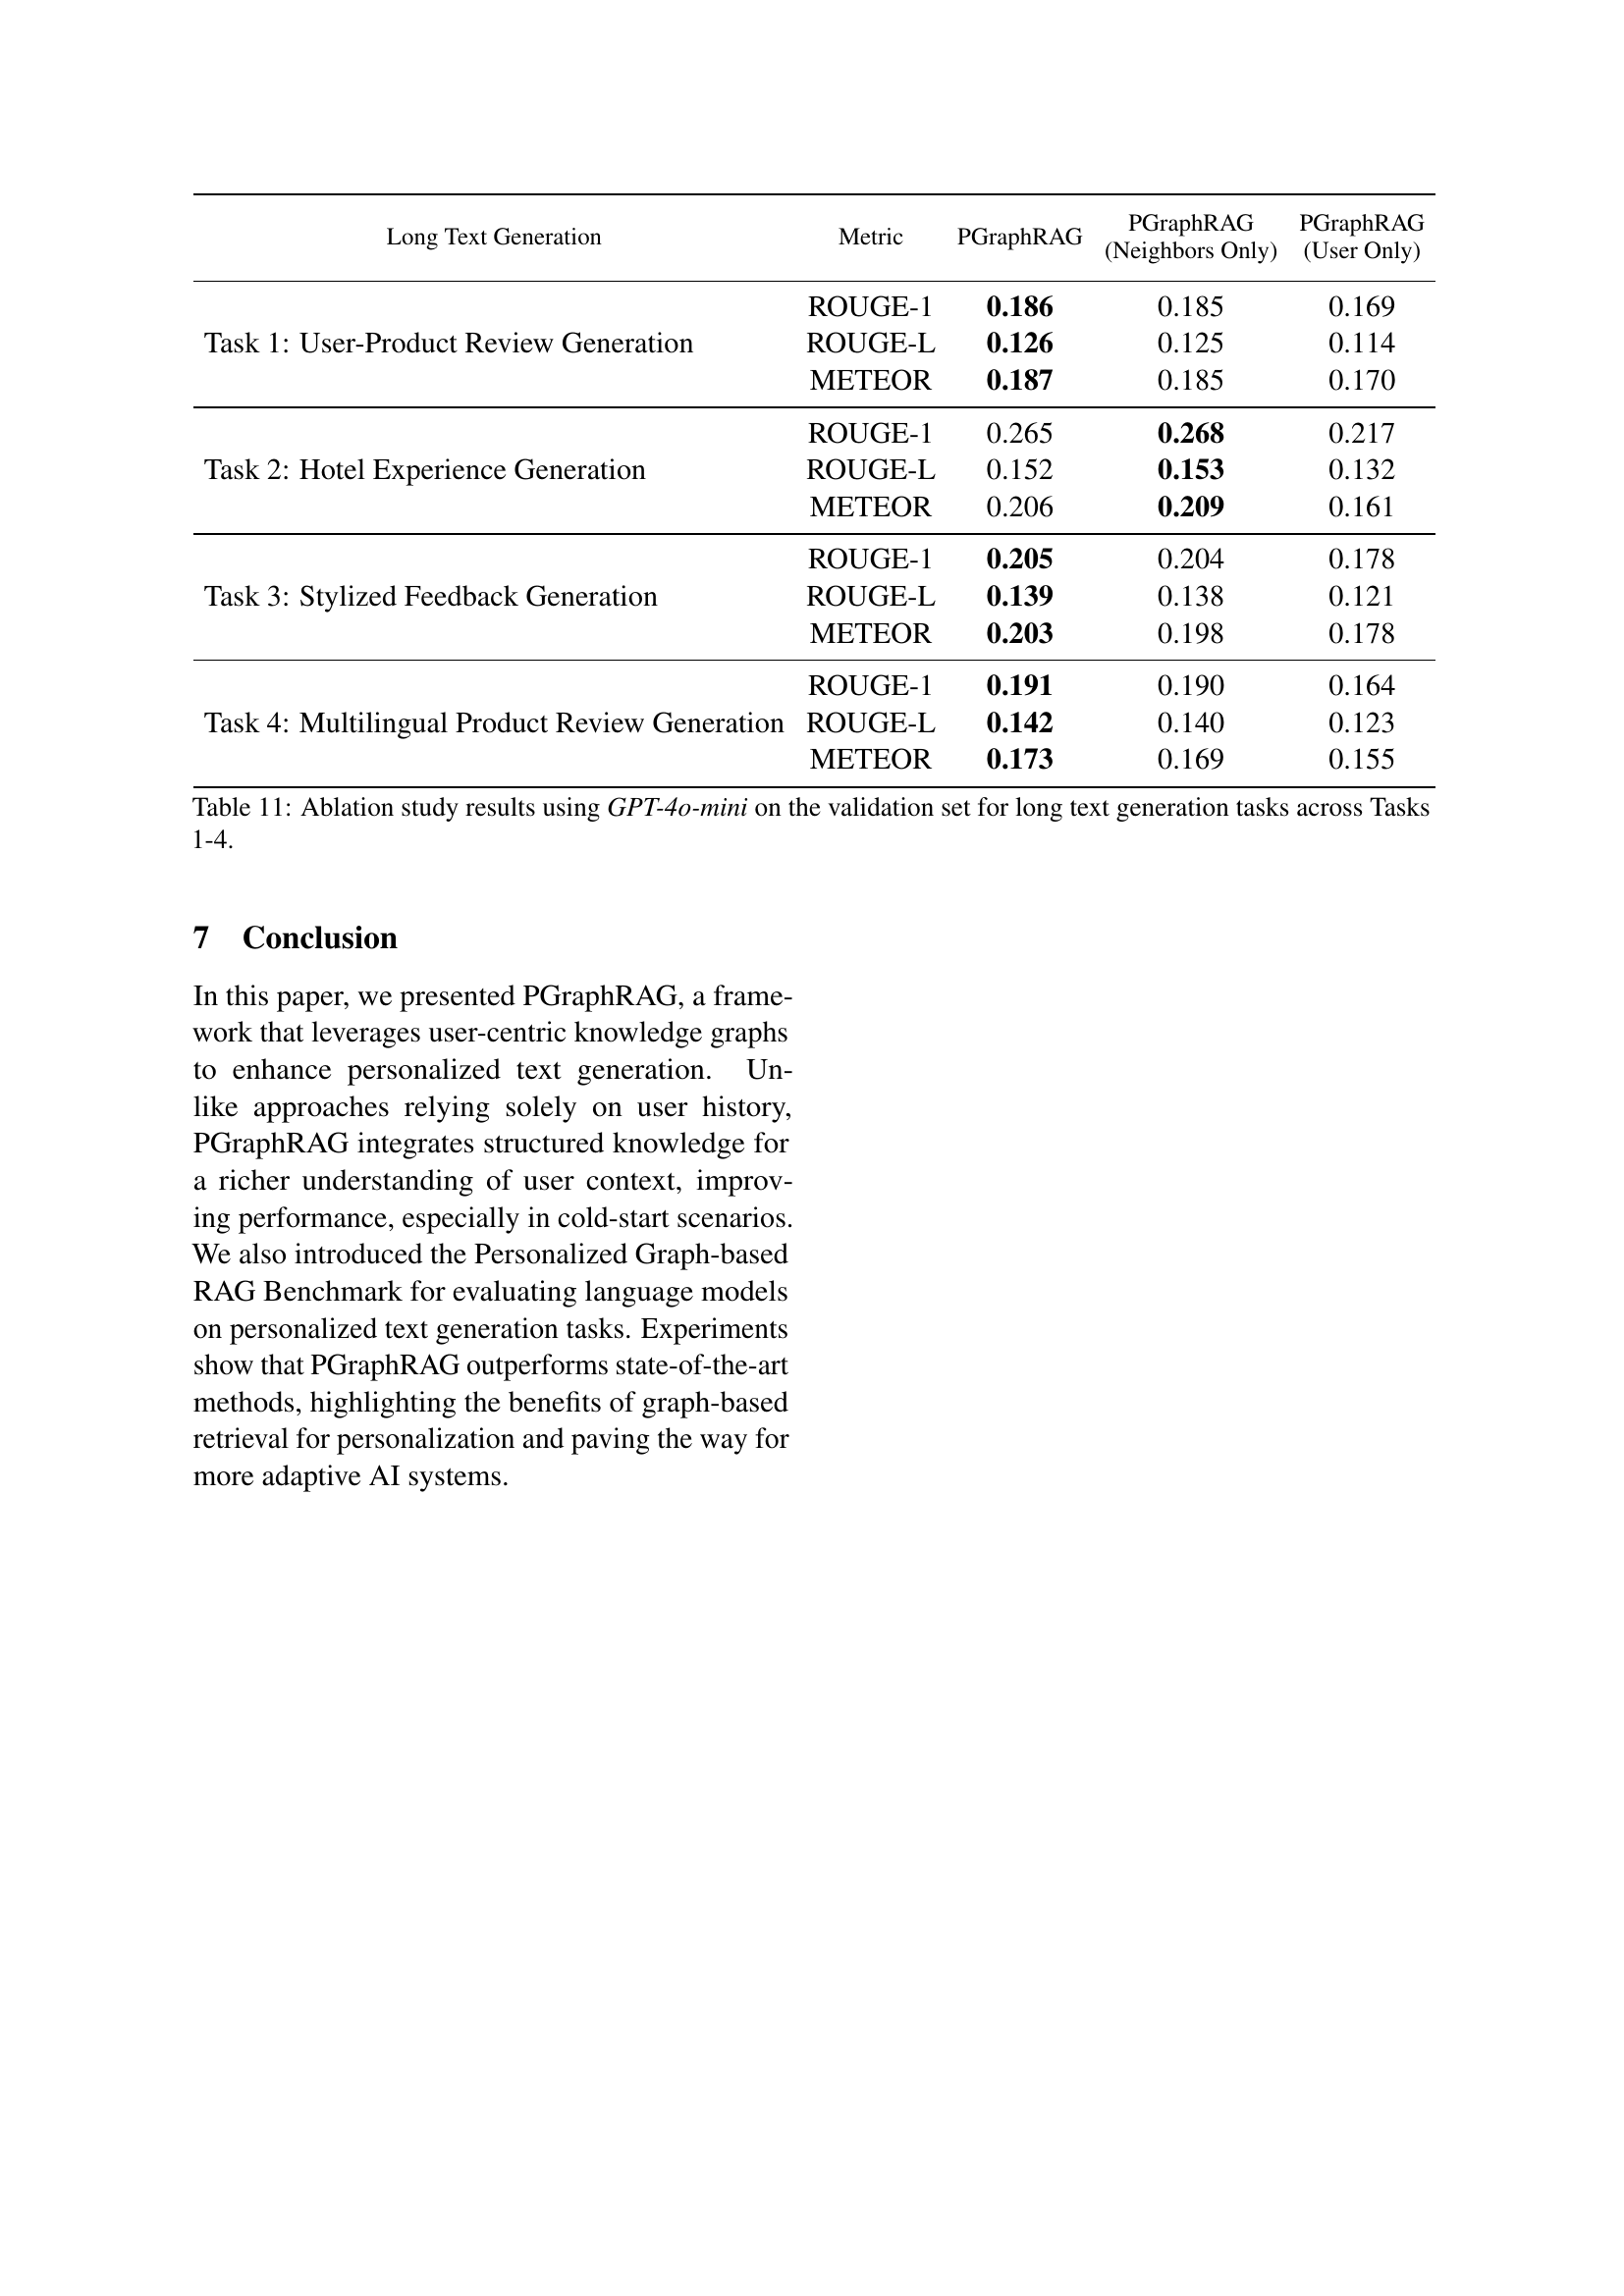 Long Text Generation Metric PGraphRAG PGraphRAG (Neighbors Only) PGraphRAG (User Only)
ROUGE-1 0.186 0.185 0.169
Task 1: User-Product Review Generation ROUGE-L 0.126 0.125 0.114
METEOR 0.187 0.185 0.170
ROUGE-1 0.265 0.268 0.217
Task 2: Hotel Experience Generation ROUGE-L 0.152 0.153 0.132
METEOR 0.206 0.209 0.161
ROUGE-1 0.205 0.204 0.178
Task 3: Stylized Feedback Generation ROUGE-L 0.139 0.138 0.121
METEOR 0.203 0.198 0.178
ROUGE-1 0.191 0.190 0.164
Task 4: Multilingual Product Review Generation ROUGE-L 0.142 0.140 0.123
METEOR 0.173 0.169 0.155
Table 11: Ablation study results using GPT-4o-mini on the validation set for long text generation tasks across Tasks
1-4.
7 Conclusion
In this paper, we presented PGraphRAG, a frame-
work that leverages user-centric knowledge graphs
to enhance personalized text generation. Un-
like approaches relying solely on user history,
PGraphRAG integrates structured knowledge for
a richer understanding of user context, improv-
ing performance, especially in cold-start scenarios.
We also introduced the Personalized Graph-based
RAG Benchmark for evaluating language models
on personalized text generation tasks. Experiments
show that PGraphRAG outperforms state-of-the-art
methods, highlighting the benefits of graph-based
retrieval for personalization and paving the way for
more adaptive AI systems.